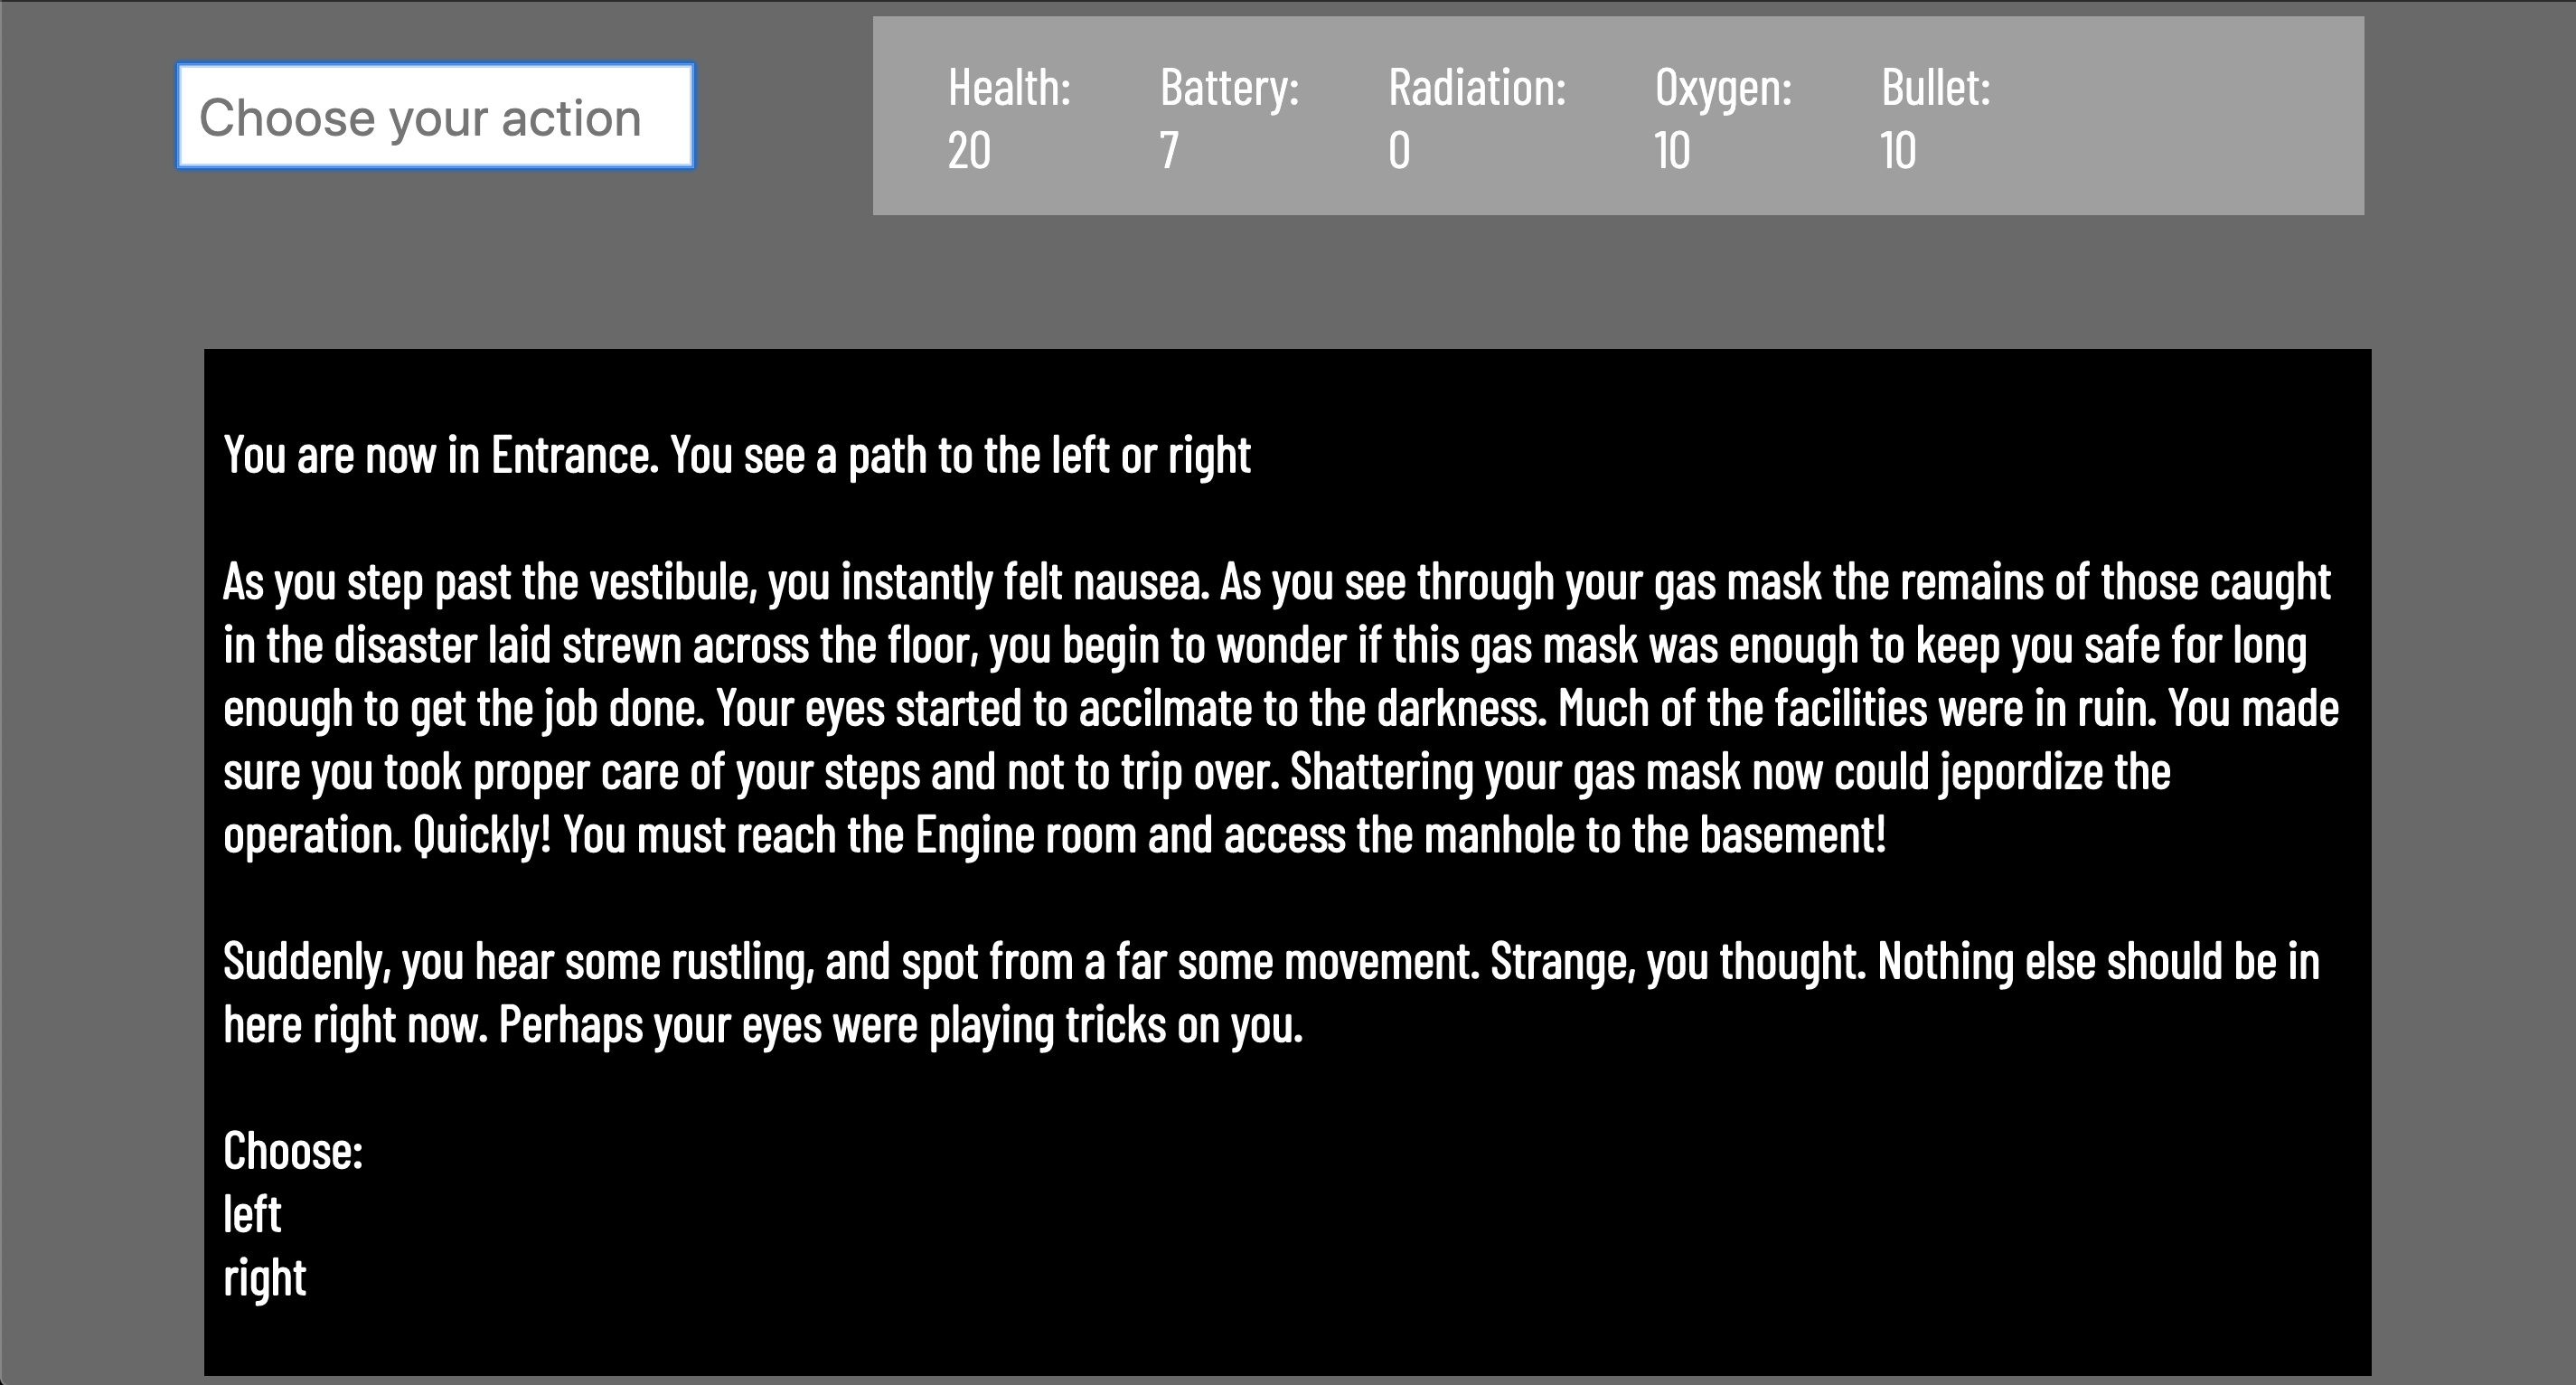 Choose your action
Health: Battery: Radiation: Oxygen: Bullet:
20 7 0 10 10
You are now in Entrance. You see a path to the left or right
As you step past the vestibule, you instantly felt nausea. As you see through your gas mask the remains of those caught
in the disaster laid strewn across the floor, you begin to wonder if this gas mask was enough to keep you safe for long
enough to get the job done. Your eyes started to accilmate to the darkness. Much of the facilities were in ruin. You made
sure you took proper care of your steps and not to trip over. Shattering your gas mask now could jepordize the
operation. Quickly! You must reach the Engine room and access the manhole to the basement!
Suddenly, you hear some rustling, and spot from a far some movement. Strange, you thought. Nothing else should be in
here right now. Perhaps your eyes were playing tricks on you.
Choose:
left
right